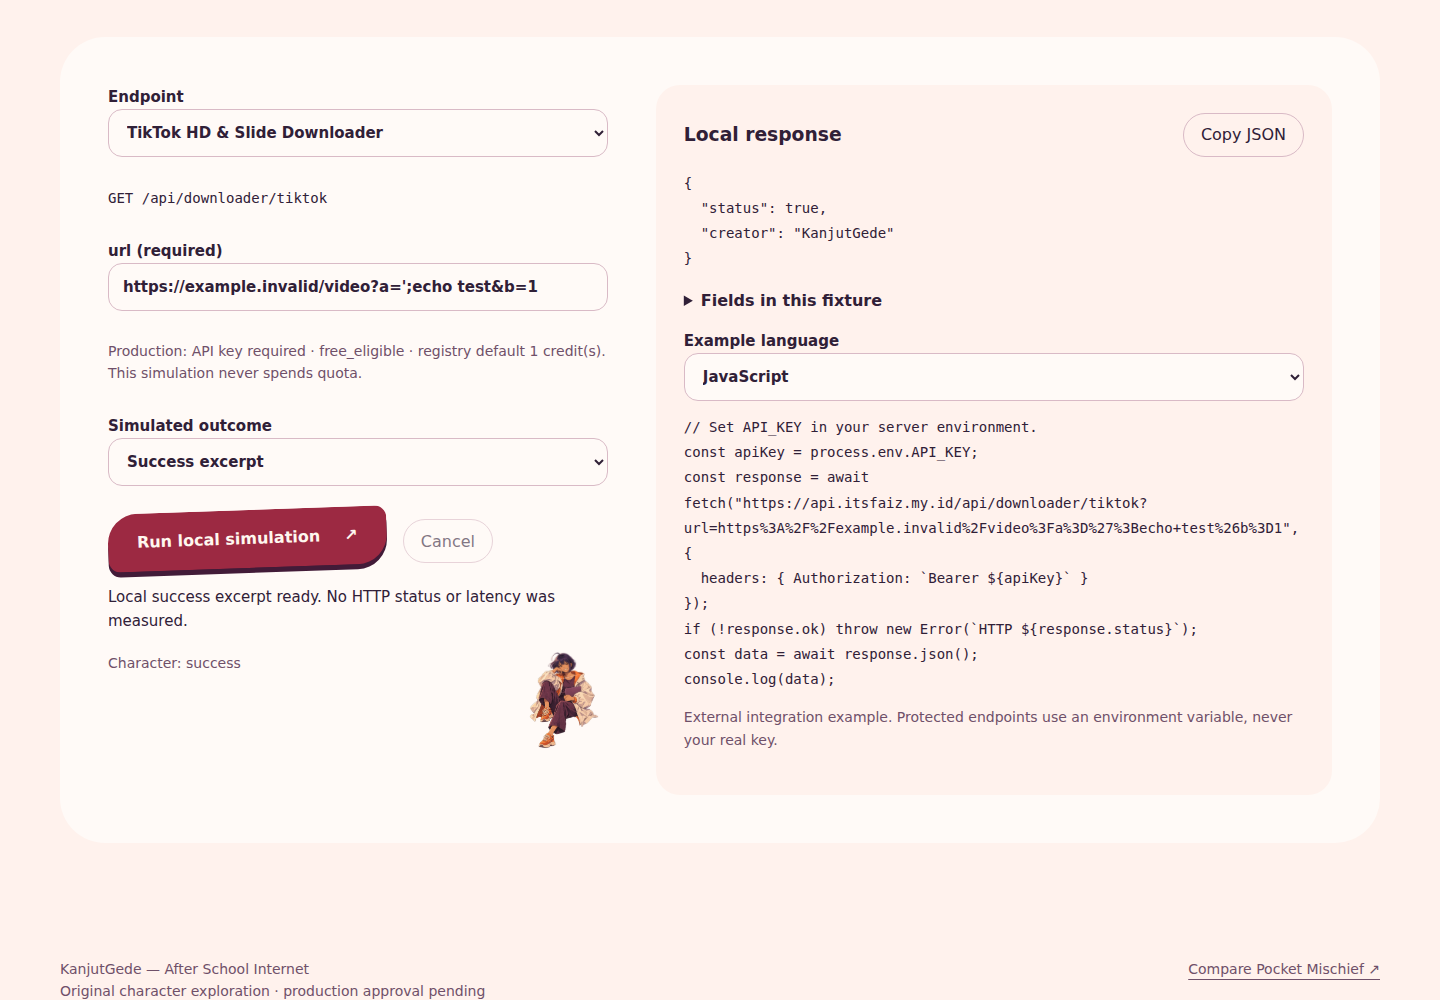 Endpoint
TikTok HD & Slide Downloader
GET /api/downloader/tiktok
url (required)
https://example.invalid/video?a=';echo test&b=1
Production: API key required · free_eligible · registry default 1 credit(s).
This simulation never spends quota.
Simulated outcome
Success excerpt
Run local simulation ↗
Cancel
Local success excerpt ready. No HTTP status or latency was
measured.
Character: success
Local response
Copy JSON
{
  "status": true,
  "creator": "KanjutGede"
}
▶ Fields in this fixture
Example language
JavaScript
// Set API_KEY in your server environment.
const apiKey = process.env.API_KEY;
const response = await
fetch("https://api.itsfaiz.my.id/api/downloader/tiktok?
url=https%3A%2F%2Fexample.invalid%2Fvideo%3Fa%3D%27%3Becho+test%26b%3D1",
{
  headers: { Authorization: `Bearer ${apiKey}` }
});
if (!response.ok) throw new Error(`HTTP ${response.status}`);
const data = await response.json();
console.log(data);
External integration example. Protected endpoints use an environment variable, never
your real key.
KanjutGede — After School Internet
Original character exploration · production approval pending
Compare Pocket Mischief ↗